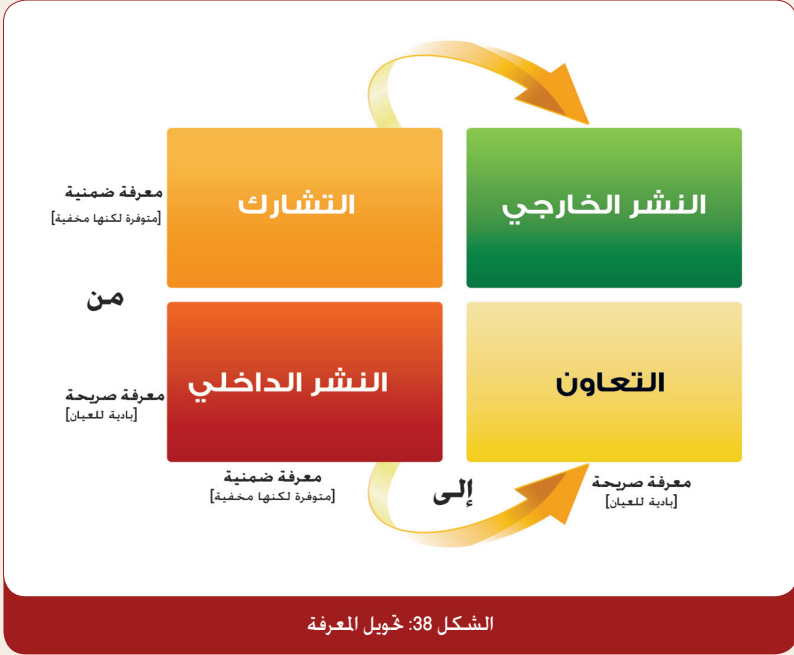 معرفة ضمنية
[متوفرة لكنها مخفية]
التشارك
النشر الخارجي
من
معرفة صريحة
[بادية للعيان]
النشر الداخلي
التعاون
معرفة ضمنية
[متوفرة لكنها مخفية]
إلى
معرفة صريحة
[بادية للعيان]
الشكل 38: تحويل المعرفة